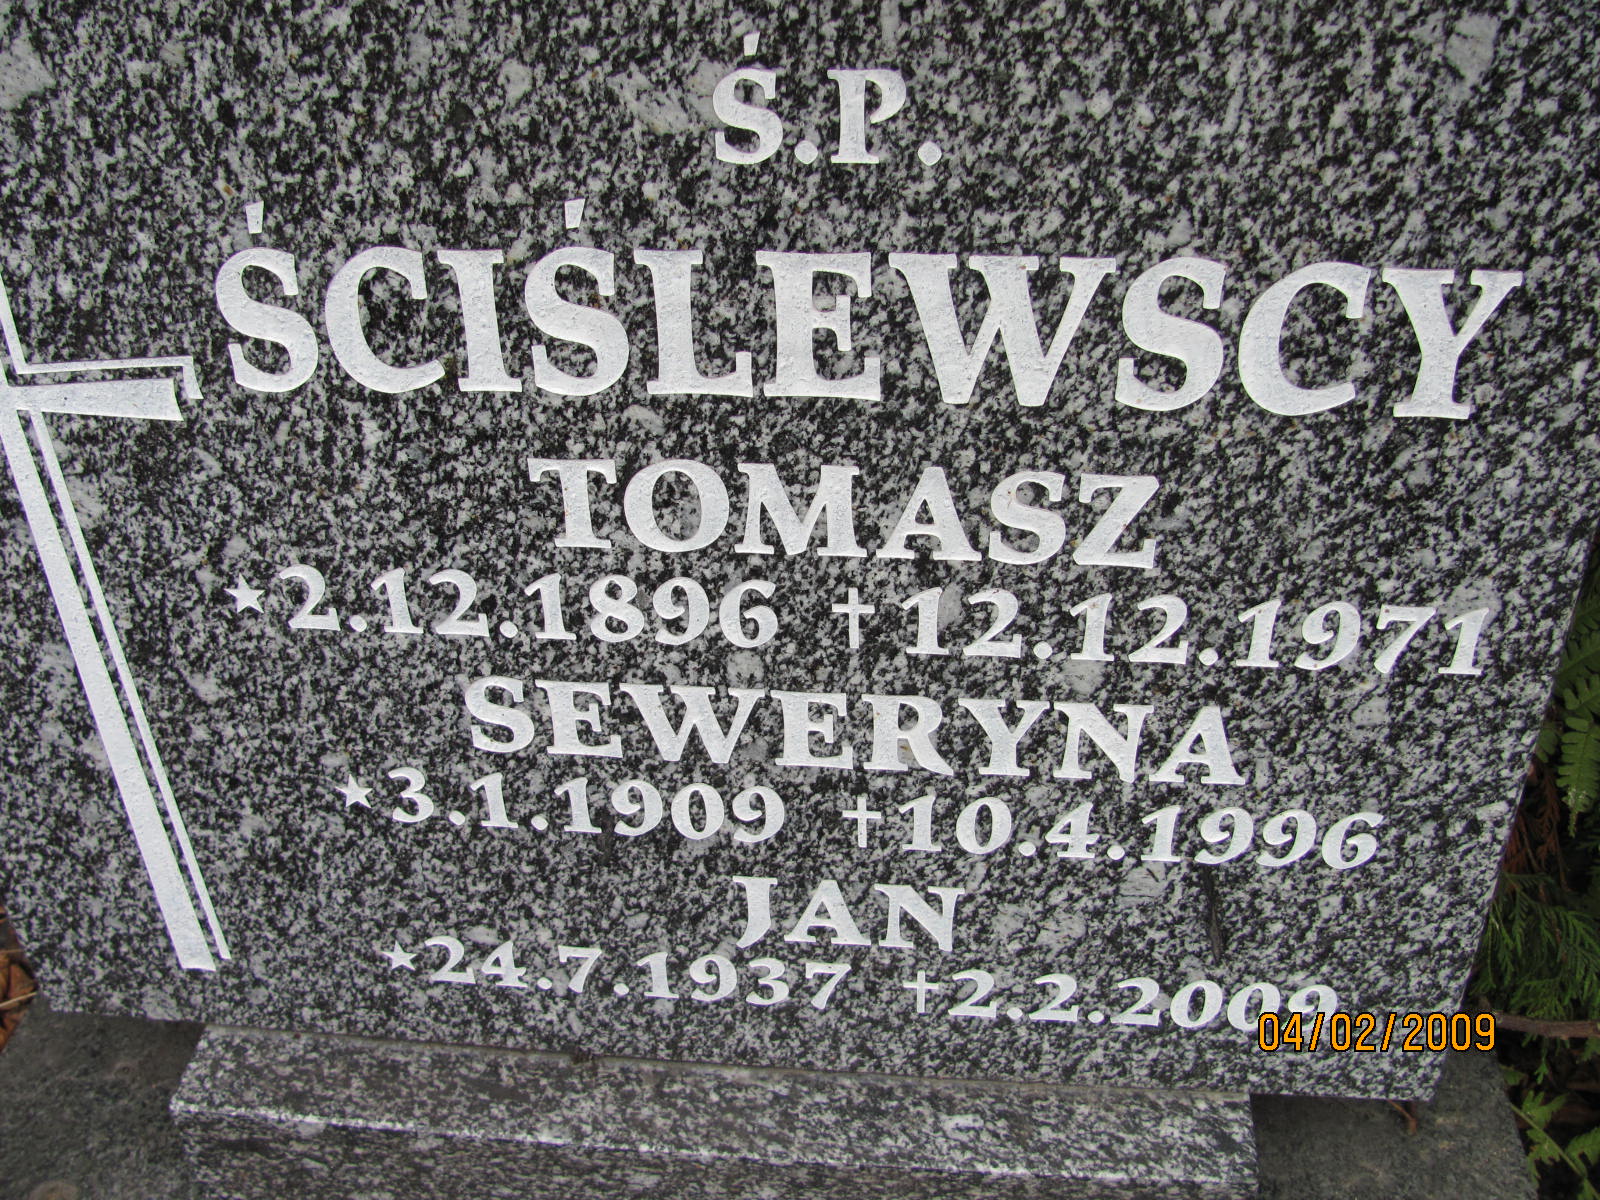 Ś.P.
ŚCIŚLEWSCY
TOMASZ
★2.12.1896 †12.12.1971
SEWERYNA
★3.1.1909 †10.4.1996
JAN
★24.7.1937 †2.2.2009
04/02/2009